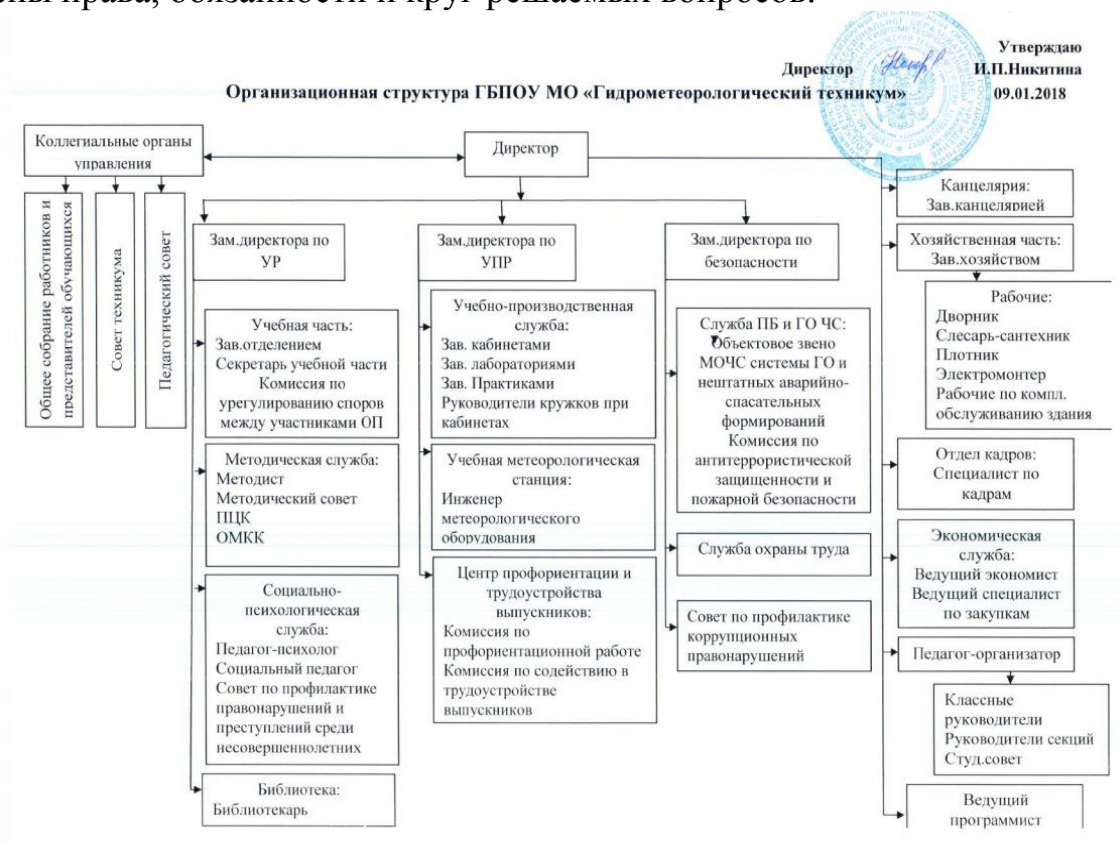 ены права, обязанности и круг решаемых вопросов.
Утверждаю
Директор И.П.Никитина
Организационная структура ГБПОУ МО «Гидрометеорологический техникум» 09.01.2018
Коллегиальные органы
управления
Директор
Общее собрание работников и
представителей обучающихся
Совет техникума
Педагогический совет
Зам.директора по
УР
Зам.директора по
УПР
Зам.директора по
безопасности
Учебная часть:
Зав.отделением
Секретарь учебной части
Комиссия по
урегулированию споров
между участниками ОП
Методическая служба:
Методист
Методический совет
ПЦК
ОМКК
Социально-
психологическая
служба:
Педагог-психолог
Социальный педагог
Совет по профилактике
правонарушений и
преступлений среди
несовершеннолетних
Библиотека:
Библиотекарь
Учебно-производственная
служба:
Зав. кабинетами
Зав. лабораториями
Зав. Практиками
Руководители кружков при
кабинетах
Учебная метеорологическая
станция:
Инженер
метеорологического
оборудования
Центр профориентации и
трудоустройства
выпускников:
Комиссия по
профориентационной работе
Комиссия по содействию в
трудоустройстве
выпускников
Служба ПБ и ГО ЧС:
Объектовое звено
МОЧС системы ГО и
нештатных аварийно-
спасательных
формирований
Комиссия по
антитеррористической
защищенности и
пожарной безопасности
Служба охраны труда
Совет по профилактике
коррупционных
правонарушений
Канцелярия:
Зав.канцелярией
Хозяйственная часть:
Зав.хозяйством
Рабочие:
Дворник
Слесарь-сантехник
Плотник
Электромонтер
Рабочие по компл.
обслуживанию здания
Отдел кадров:
Специалист по
кадрам
Экономическая
служба:
Ведущий экономист
Ведущий специалист
по закупкам
Педагог-организатор
Классные
руководители
Руководители секций
Студ.совет
Ведущий
программист